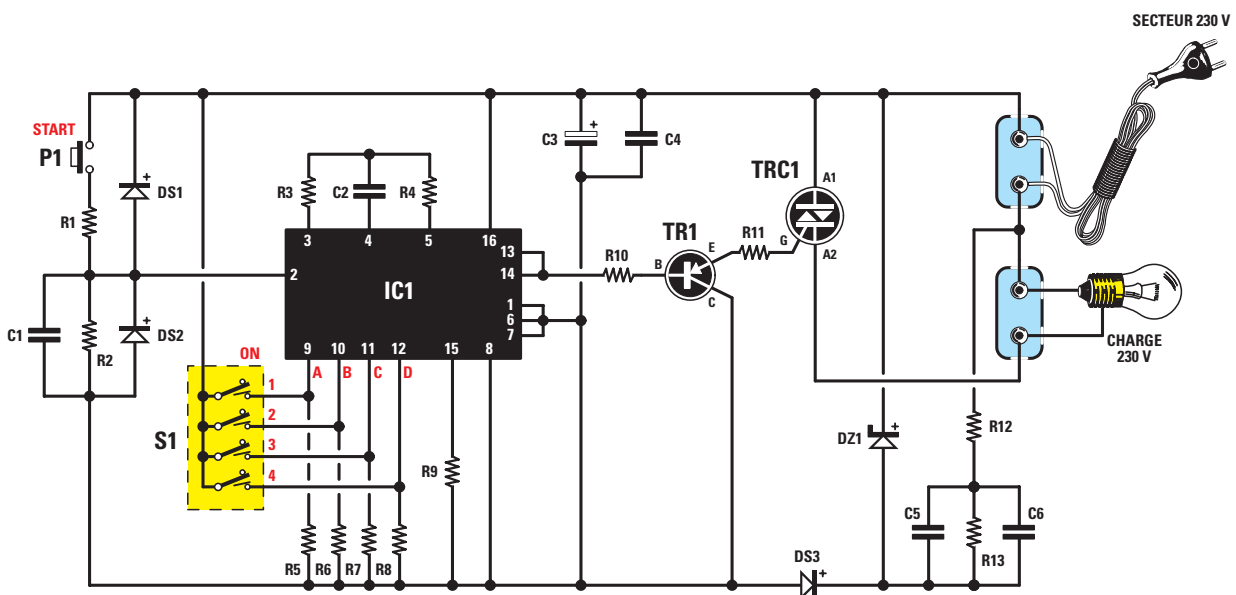 SECTEUR 230 V
START
P1
R1
DS1
R3
C2
R4
C3
+
C4
TRC1
A1
A2
G
R11
TR1
E
B
C
R10
3
4
5
16
13
14
2
IC1
1
6
7
9
10
11
12
15
8
C1
R2
DS2
+
+
ON
A
B
C
D
1
2
3
4
S1
R9
R5
R6
R7
R8
CHARGE
230 V
DZ1
+
R12
C5
R13
C6
DS3
+